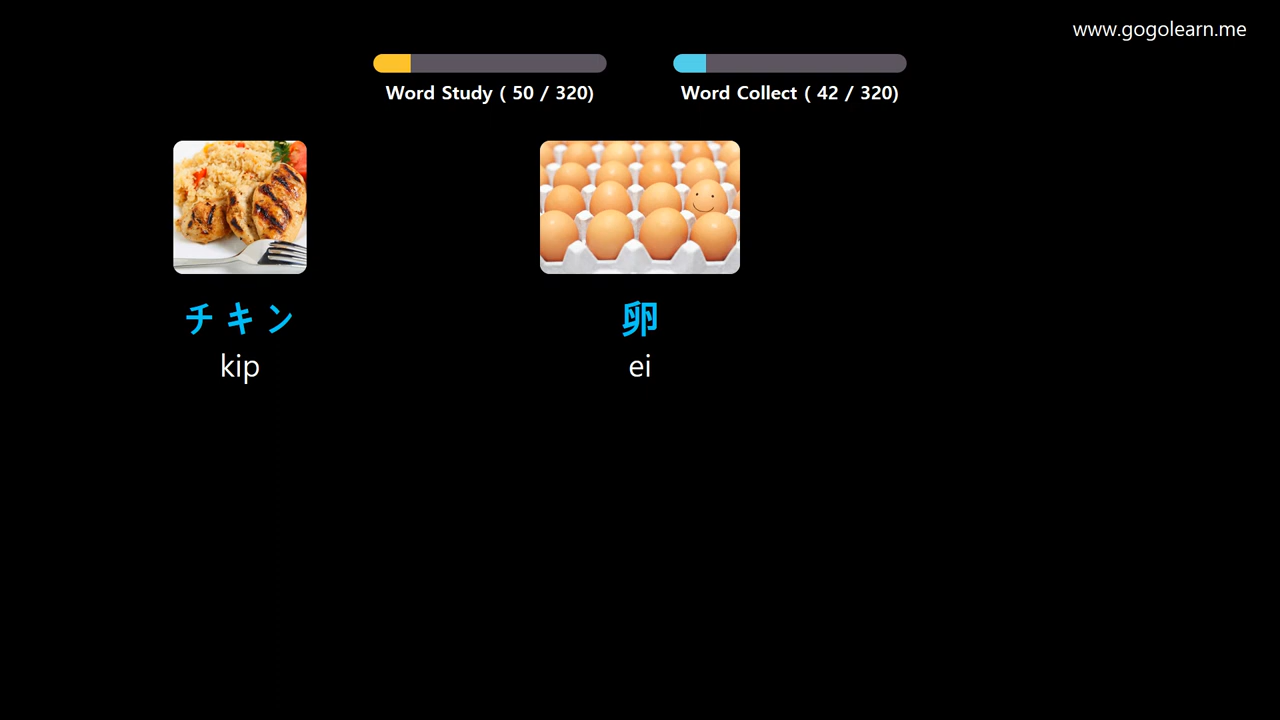 www.gogolearn.me
Word Study ( 50 / 320)
Word Collect ( 42 / 320)
チキン
卵
kip
ei